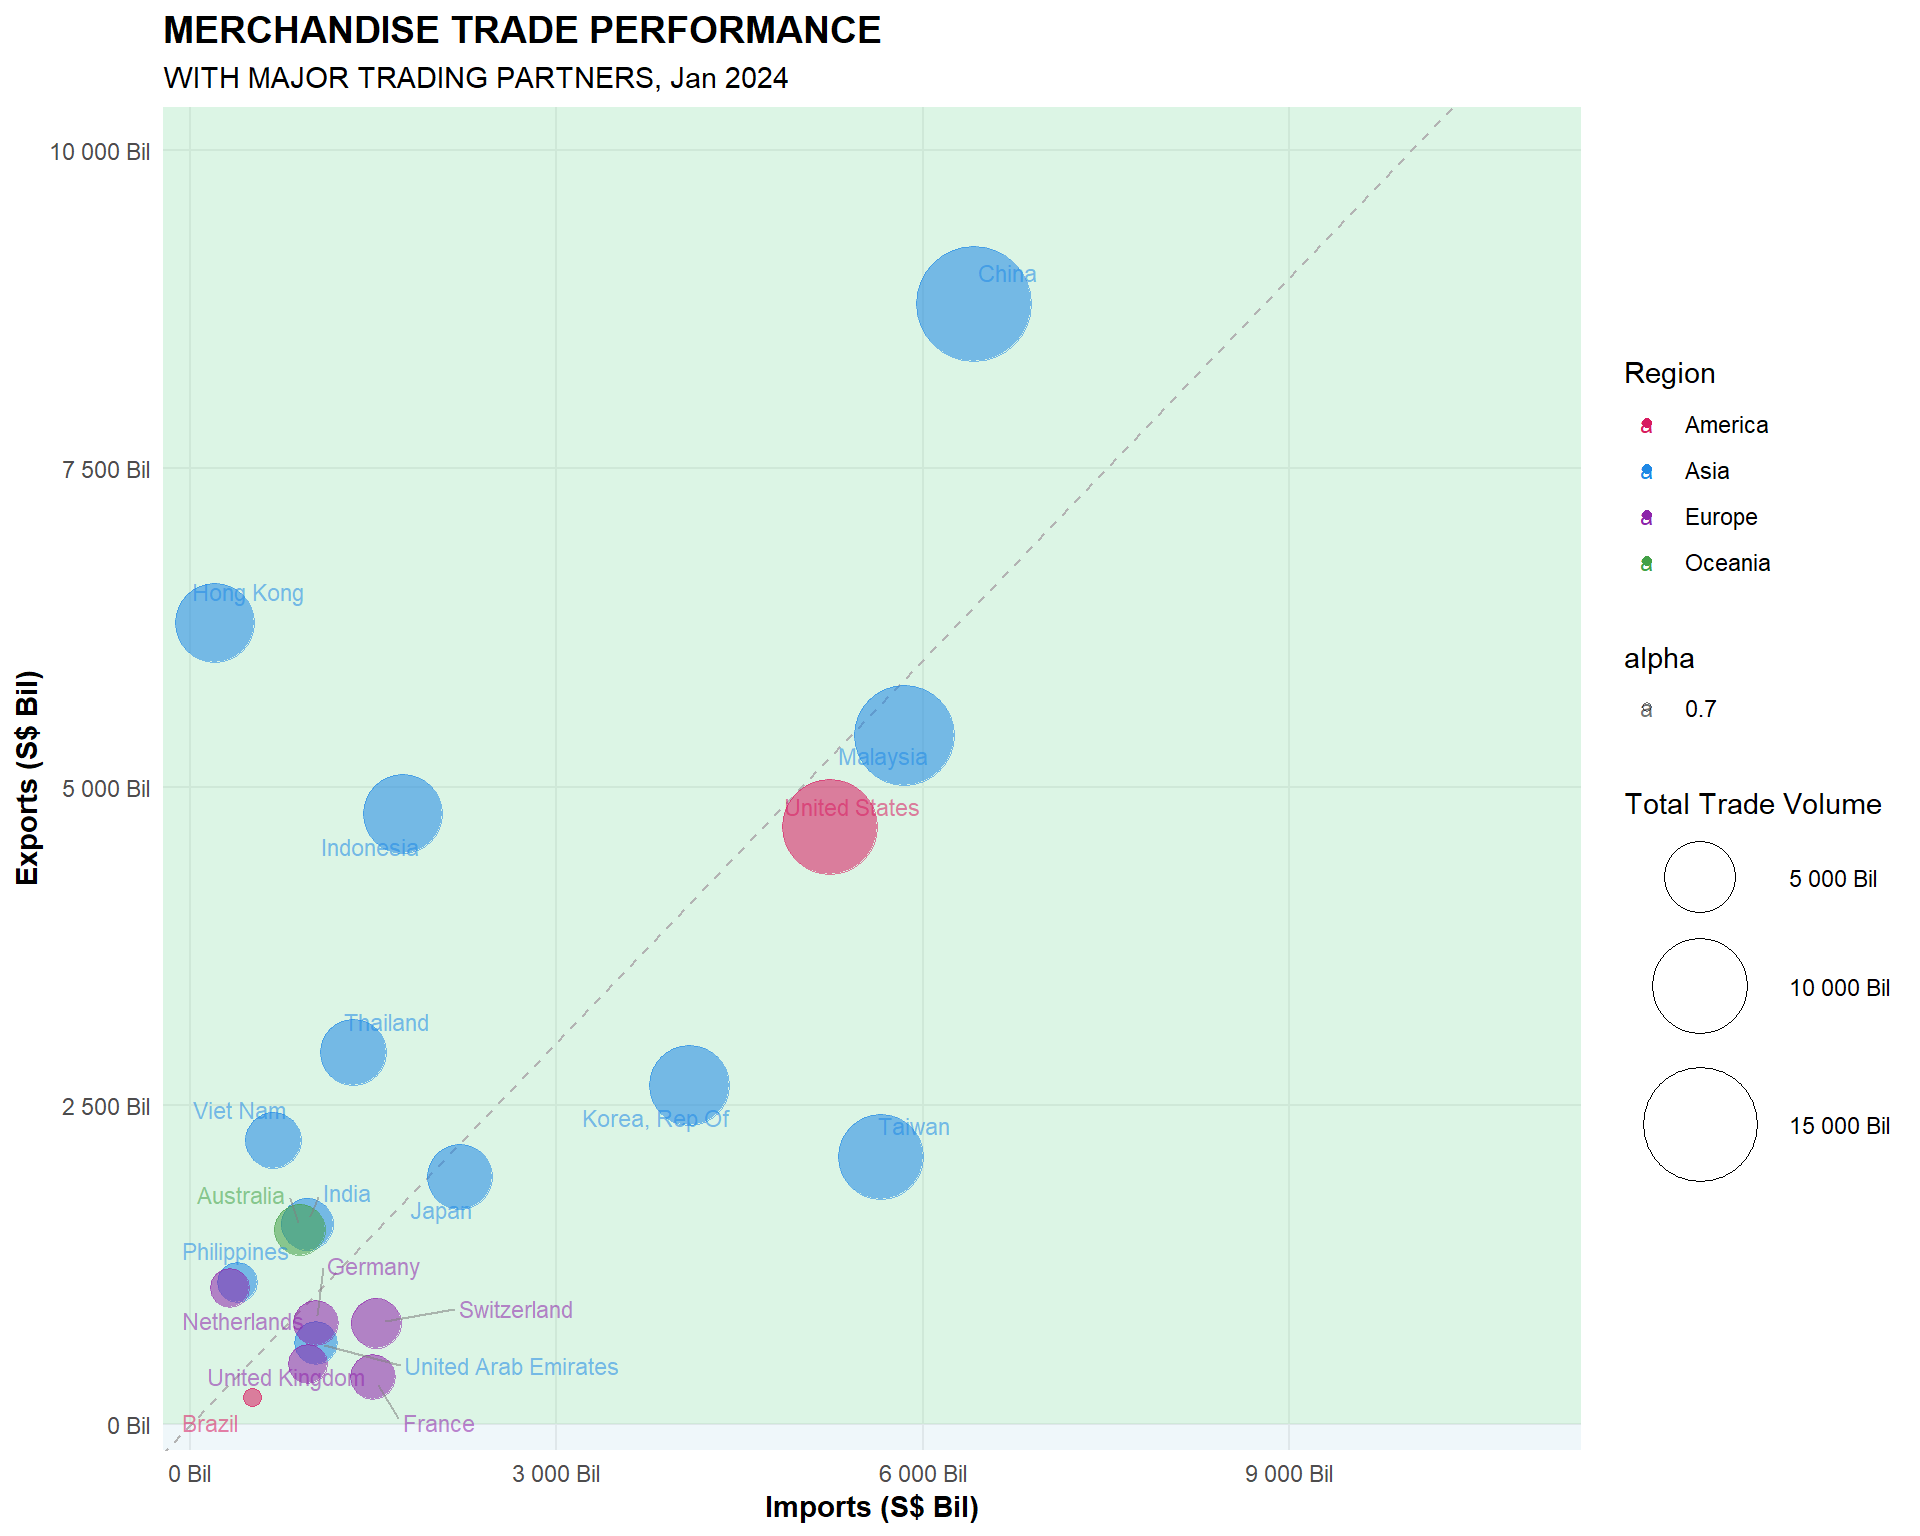 MERCHANDISE TRADE PERFORMANCE
WITH MAJOR TRADING PARTNERS, Jan 2024
10 000 Bil
7 500 Bil
5 000 Bil
2 500 Bil
0 Bil
Exports (S$ Bil)
China
Hong Kong
Malaysia
United States
Indonesia
Thailand
Viet Nam
Korea, Rep Of
Taiwan
Australia
India
Japan
Philippines
Germany
Netherlands
Switzerland
United Arab Emirates
United Kingdom
Brazil
France
0 Bil
3 000 Bil
6 000 Bil
9 000 Bil
Imports (S$ Bil)
Region
a America
a Asia
a Europe
a Oceania
alpha
a 0.7
Total Trade Volume
5 000 Bil
10 000 Bil
15 000 Bil